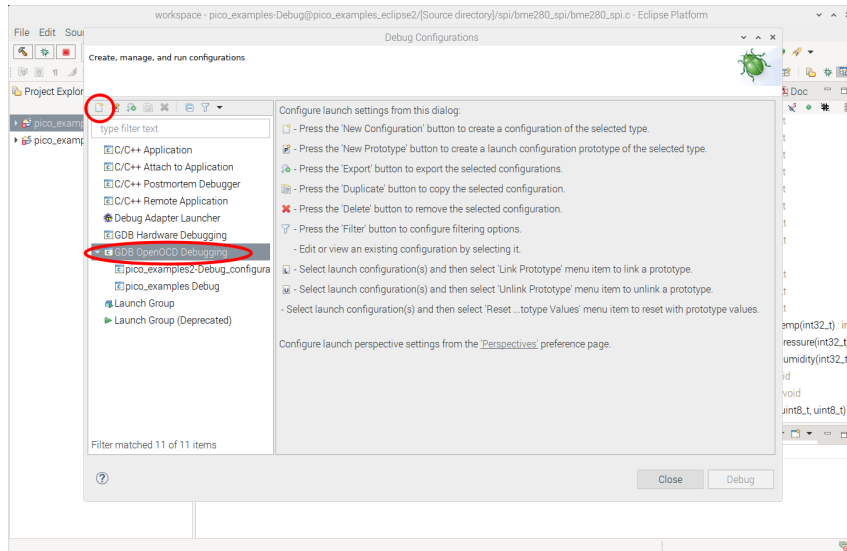 workspace - pico_examples-Debug@pico_examples_eclipse2/[Source directory]/spi/bme280_spi/bme280_spi.c - Eclipse Platform
File Edit Sour
Debug Configurations
Create, manage, and run configurations
Project Explor
Doc
type filter text
pico_examp
pico_examp
C/C++ Application
C/C++ Attach to Application
C/C++ Postmortem Debugger
C/C++ Remote Application
Debug Adapter Launcher
GDB Hardware Debugging
GDB OpenOCD Debugging
pico_examples2-Debug_configura
pico_examples Debug
Launch Group
Launch Group (Deprecated)
Filter matched 11 of 11 items
Configure launch settings from this dialog:
- Press the 'New Configuration' button to create a configuration of the selected type.
- Press the 'New Prototype' button to create a launch configuration prototype of the selected type.
- Press the 'Export' button to export the selected configurations.
- Press the 'Duplicate' button to copy the selected configuration.
- Press the 'Delete' button to remove the selected configuration.
- Press the 'Filter' button to configure filtering options.
- Edit or view an existing configuration by selecting it.
- Select launch configuration(s) and then select 'Link Prototype' menu item to link a prototype.
- Select launch configuration(s) and then select 'Unlink Prototype' menu item to unlink a prototype.
- Select launch configuration(s) and then select 'Reset ...totype Values' menu item to reset with prototype values.
Configure launch perspective settings from the 'Perspectives' preference page.
emp(int32_t) : in
ressure(int32_t
umidity(int32_t
id
void
uint8_t, uint8_t)
Close
Debug